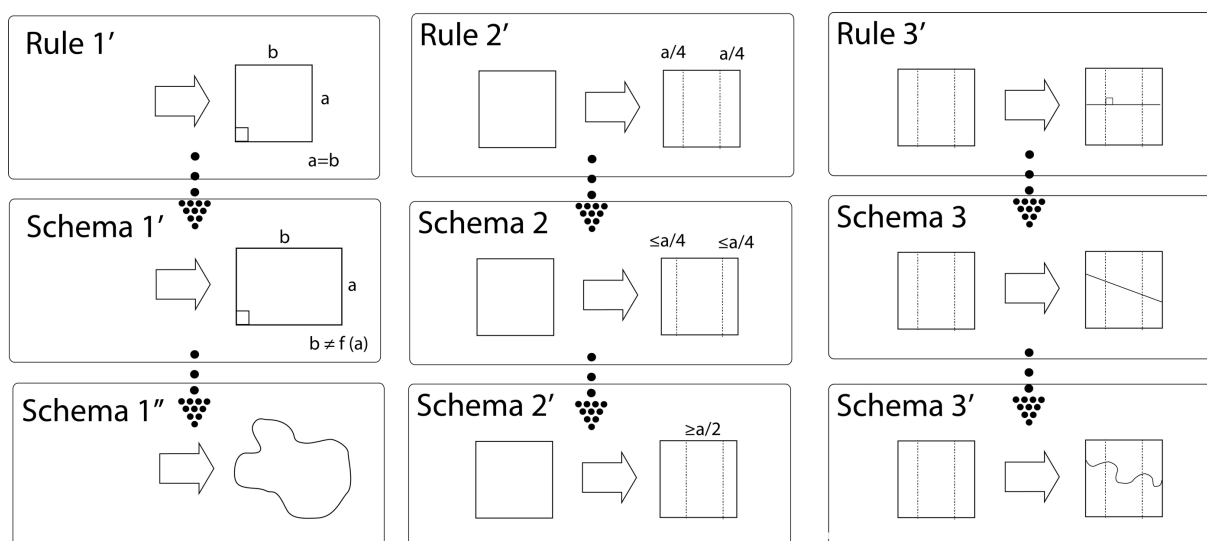 Rule 1’
b
a
a=b
Schema 1’
b
a
b ≠ f (a)
Schema 1”
Rule 2’
a/4 a/4
Schema 2
≤a/4 ≤a/4
Schema 2’
≥a/2
Rule 3’
Schema 3
Schema 3’